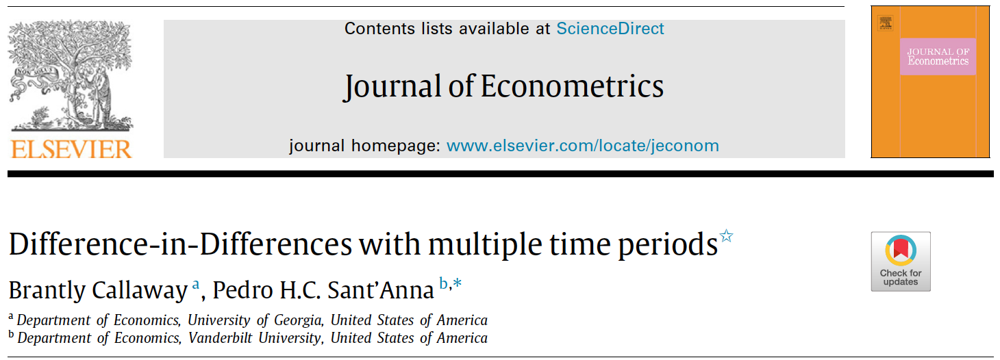 Contents lists available at ScienceDirect
Journal of Econometrics
journal homepage: www.elsevier.com/locate/jeconom
NON SOLUS
ELSEVIER
JOURNAL OF
Econometrics
Difference-in-Differences with multiple time periods☆
Brantly Callaway a, Pedro H.C. Sant'Anna b,*
a Department of Economics, University of Georgia, United States of America
b Department of Economics, Vanderbilt University, United States of America
Check for
updates